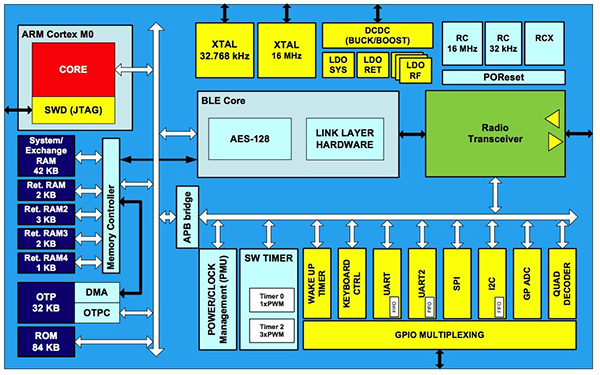 ARM Cortex M0
CORE
SWD (JTAG)
XTAL
32.768 kHz
XTAL
16 MHz
DCDC
(BUCK/BOOST)
LDO
SYS
LDO
RET
LDO
RF
RC
16 MHz
RC
32 kHz
RCX
POReset
BLE Core
AES-128
LINK LAYER
HARDWARE
Radio
Transceiver
System/
Exchange
RAM
42 KB
Ret. RAM
2 KB
Ret. RAM2
3 KB
Ret. RAM3
2 KB
Ret. RAM4
1 KB
Memory Controller
OTP
32 KB
DMA
OTPC
ROM
84 KB
APB bridge
POWER/CLOCK
Management (PMU)
SW TIMER
Timer 0
1xPWM
Timer 2
3xPWM
WAKE UP
TIMER
KEYBOARD
CTRL
UART
FIFO
UART2
FIFO
SPI
I2C
FIFO
GP ADC
QUAD
DECODER
GPIO MULTIPLEXING